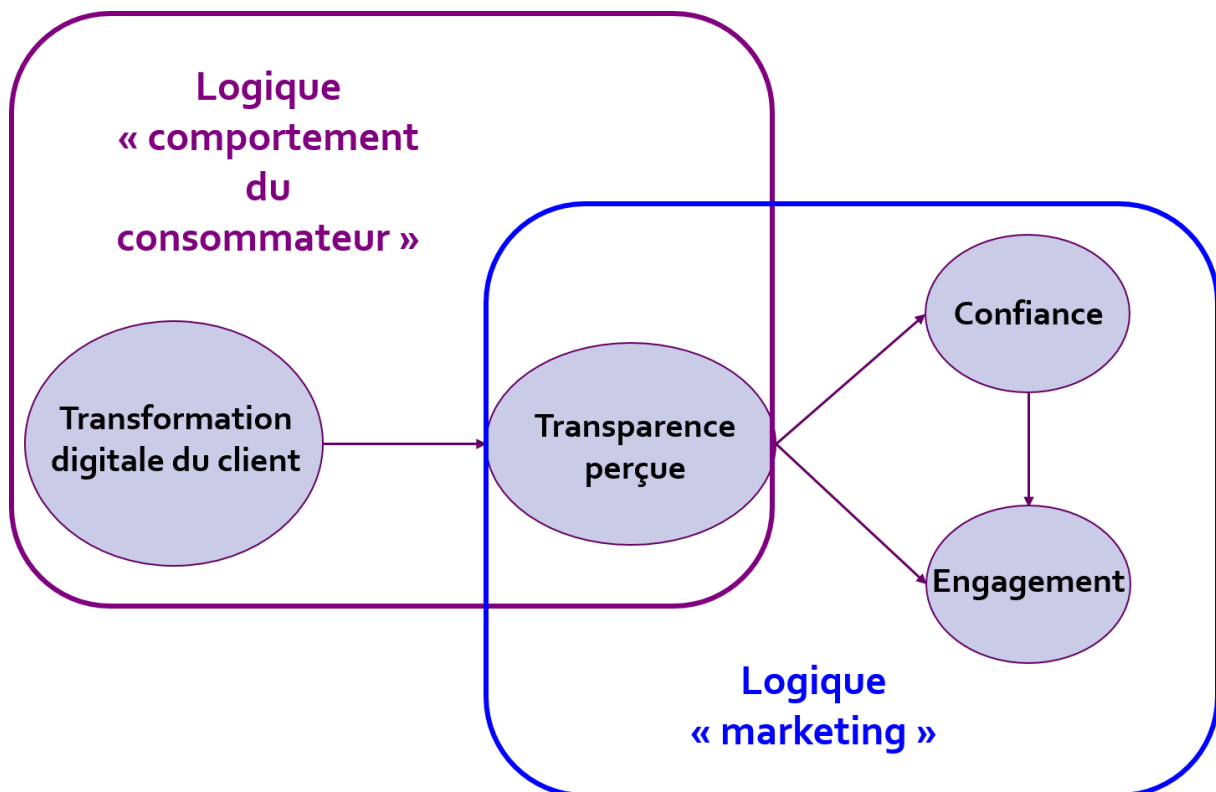 Logique
« comportement
du
consommateur »
Confiance
Transformation
digitale du client
Transparence
perçue
Engagement
Logique
« marketing »